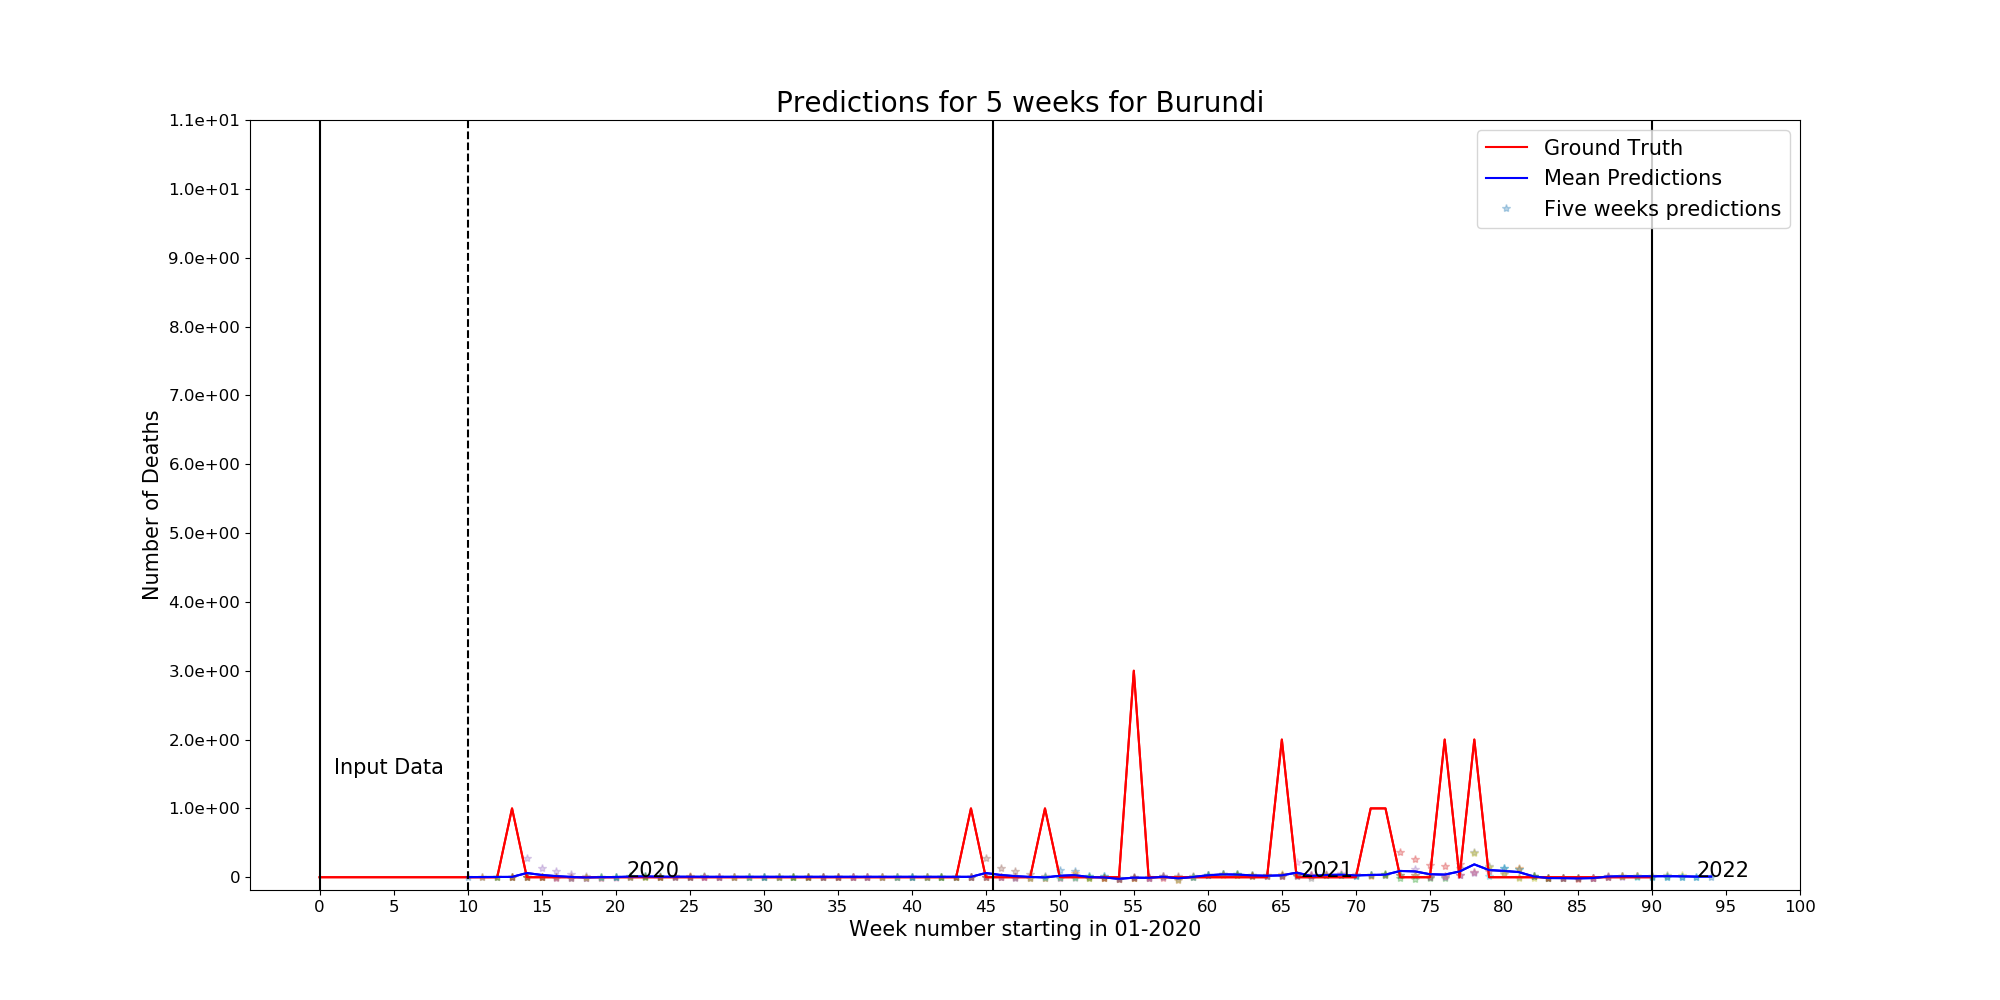 Predictions for 5 weeks for Burundi
1.1e+01
1.0e+01
9.0e+00
8.0e+00
7.0e+00
6.0e+00
5.0e+00
4.0e+00
3.0e+00
2.0e+00
1.0e+00
0
Number of Deaths
Ground Truth
Mean Predictions
Five weeks predictions
Input Data
2020
2021
2022
0 5 10 15 20 25 30 35 40 45 50 55 60 65 70 75 80 85 90 95 100
Week number starting in 01-2020